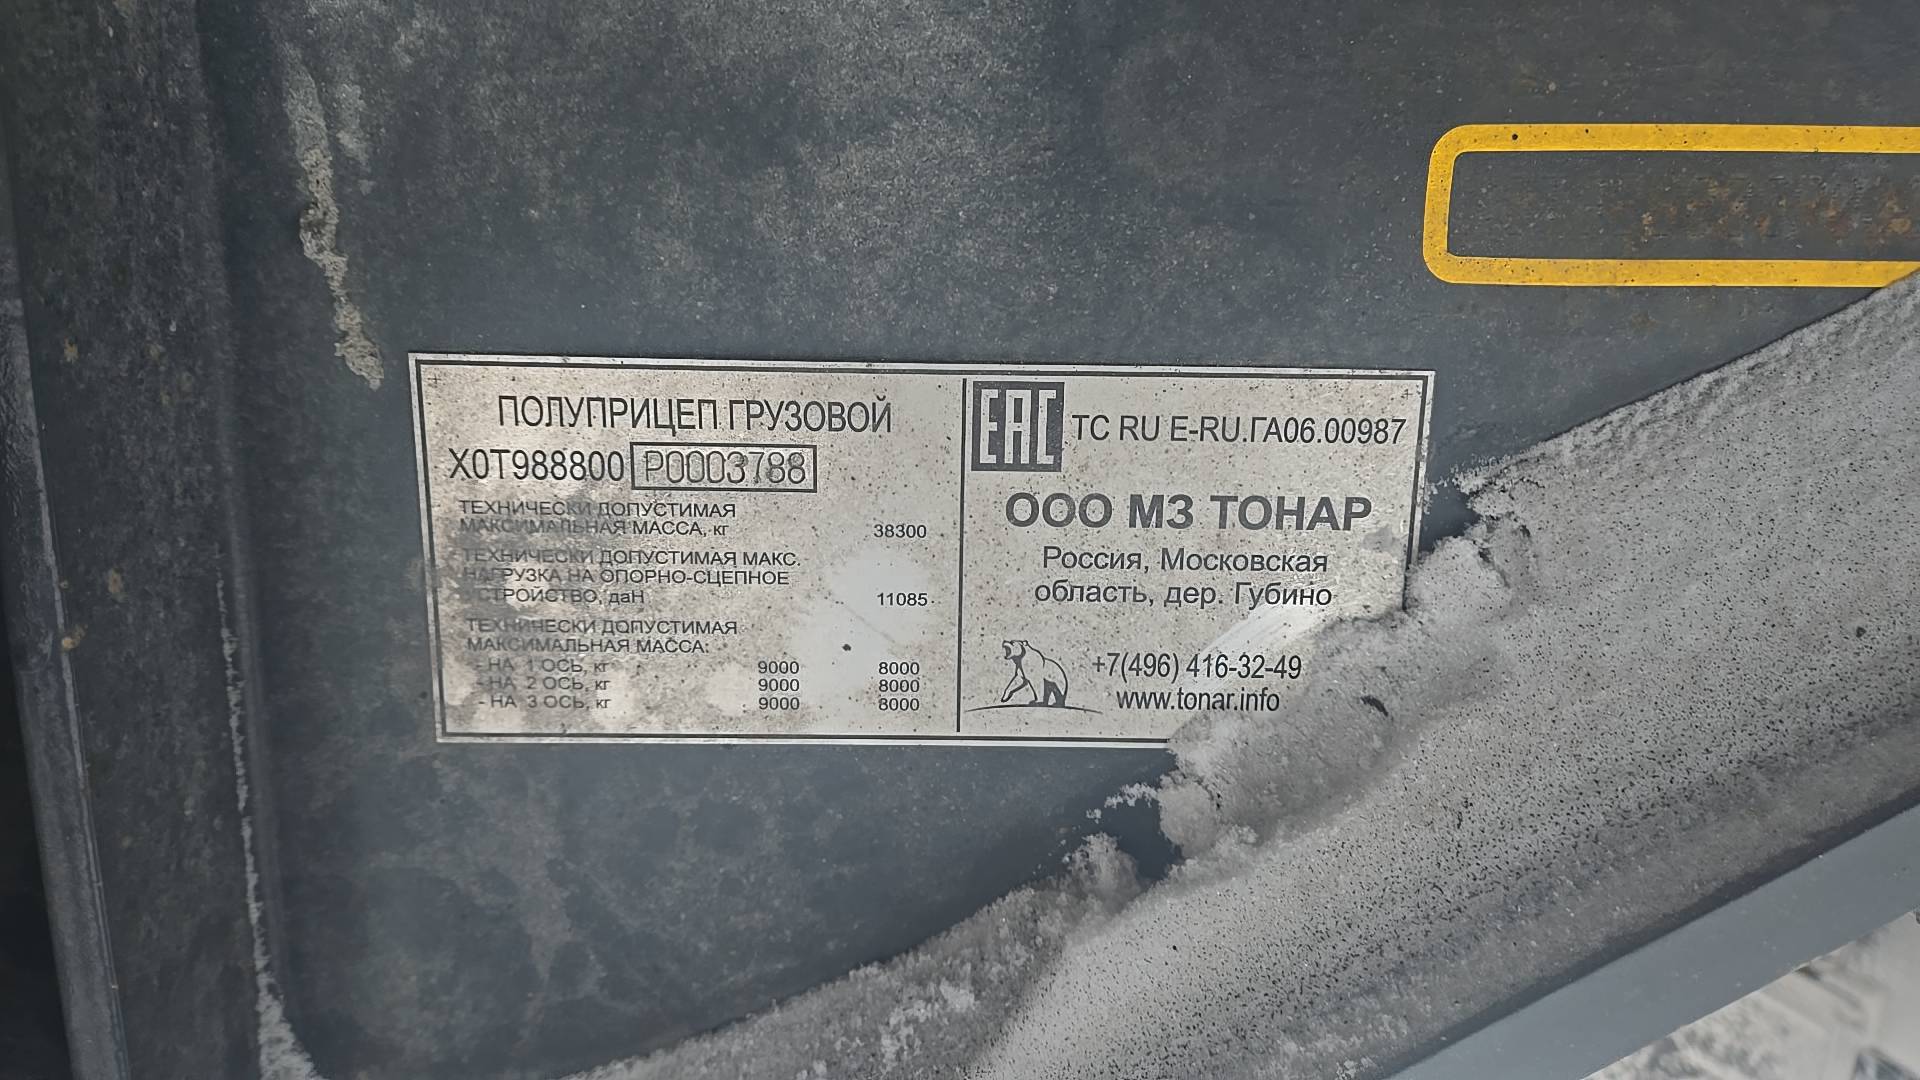 ПОЛУПРИЦЕП ГРУЗОВОЙ
X0T988800 P0003788
ТЕХНИЧЕСКИ ДОПУСТИМАЯ
МАКСИМАЛЬНАЯ МАССА, кг 38300
ТЕХНИЧЕСКИ ДОПУСТИМАЯ МАКС.
НАГРУЗКА НА ОПОРНО-СЦЕПНОЕ
УСТРОЙСТВО, даН 11085
ТЕХНИЧЕСКИ ДОПУСТИМАЯ
МАКСИМАЛЬНАЯ МАССА:
- НА 1 ОСЬ, кг 9000 8000
- НА 2 ОСЬ, кг 9000 8000
- НА 3 ОСЬ, кг 9000 8000
EAC ТС RU E-RU.ГА06.00987
ООО МЗ ТОНАР
Россия, Московская
область, дер. Губино
+7(496) 416-32-49
www.tonar.info